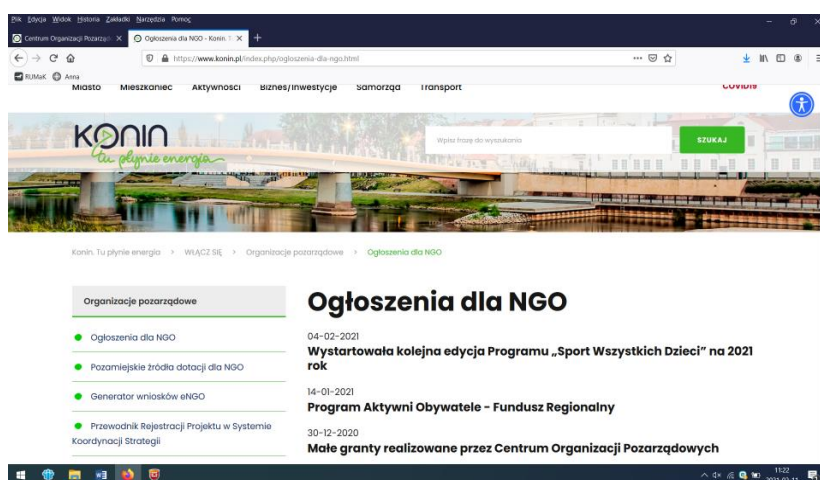 Plik Edycja Widok Historia Zakładki Narzędzia Pomoc
Centrum Organizacji Pozarządo
Ogłoszenia dla NGO - Konin. T
https://www.konin.pl/index.php/ogloszenia-dla-ngo.html
RUMaK Anna
Miasto Mieszkaniec Aktywności Biznes/Inwestycje Samorząd Transport COVID19
KONIN
tu płynie energia
Wpisz frazę do wyszukania
SZUKAJ
Konin. Tu płynie energia > WŁĄCZ SIĘ > Organizacje pozarządowe > Ogłoszenia dla NGO
Organizacje pozarządowe
Ogłoszenia dla NGO
Pozamiejskie źródła dotacji dla NGO
Generator wniosków eNGO
Przewodnik Rejestracji Projektu w Systemie
Koordynacji Strategii
Ogłoszenia dla NGO
04-02-2021
Wystartowała kolejna edycja Programu „Sport Wszystkich Dzieci” na 2021
rok
14-01-2021
Program Aktywni Obywatele - Fundusz Regionalny
30-12-2020
Małe granty realizowane przez Centrum Organizacji Pozarządowych
11:22
2021-02-11